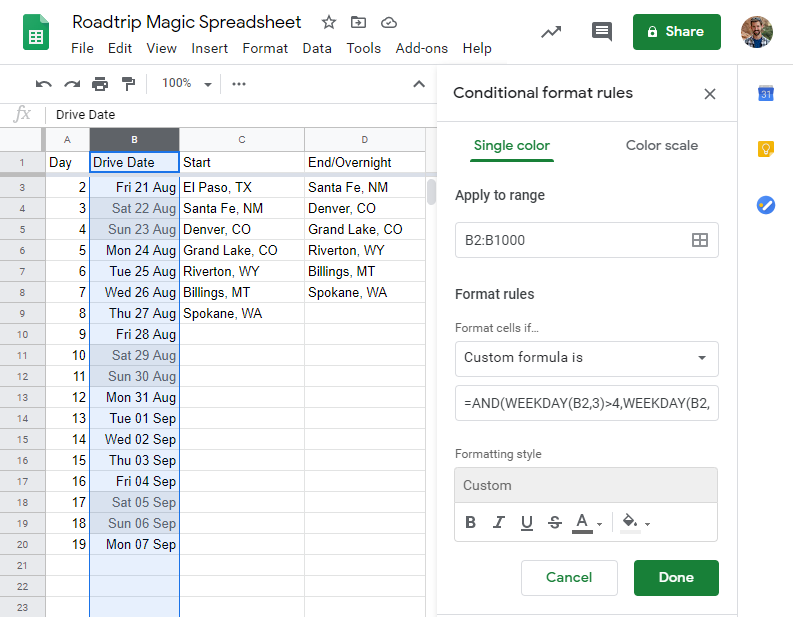 Roadtrip Magic Spreadsheet
File Edit View Insert Format Data Tools Add-ons Help
Share
100%
fx Drive Date
A B C D
1 Day Drive Date Start End/Overnight
3 2 Fri 21 Aug El Paso, TX Santa Fe, NM
4 3 Sat 22 Aug Santa Fe, NM Denver, CO
5 4 Sun 23 Aug Denver, CO Grand Lake, CO
6 5 Mon 24 Aug Grand Lake, CO Riverton, WY
7 6 Tue 25 Aug Riverton, WY Billings, MT
8 7 Wed 26 Aug Billings, MT Spokane, WA
9 8 Thu 27 Aug Spokane, WA
10 9 Fri 28 Aug
11 10 Sat 29 Aug
12 11 Sun 30 Aug
13 12 Mon 31 Aug
14 13 Tue 01 Sep
15 14 Wed 02 Sep
16 15 Thu 03 Sep
17 16 Fri 04 Sep
18 17 Sat 05 Sep
19 18 Sun 06 Sep
20 19 Mon 07 Sep
21
22
23
Conditional format rules
Single color Color scale
Apply to range
B2:B1000
Format rules
Format cells if…
Custom formula is
=AND(WEEKDAY(B2,3)>4,WEEKDAY(B2,
Formatting style
Custom
B I U S A
Cancel Done
31